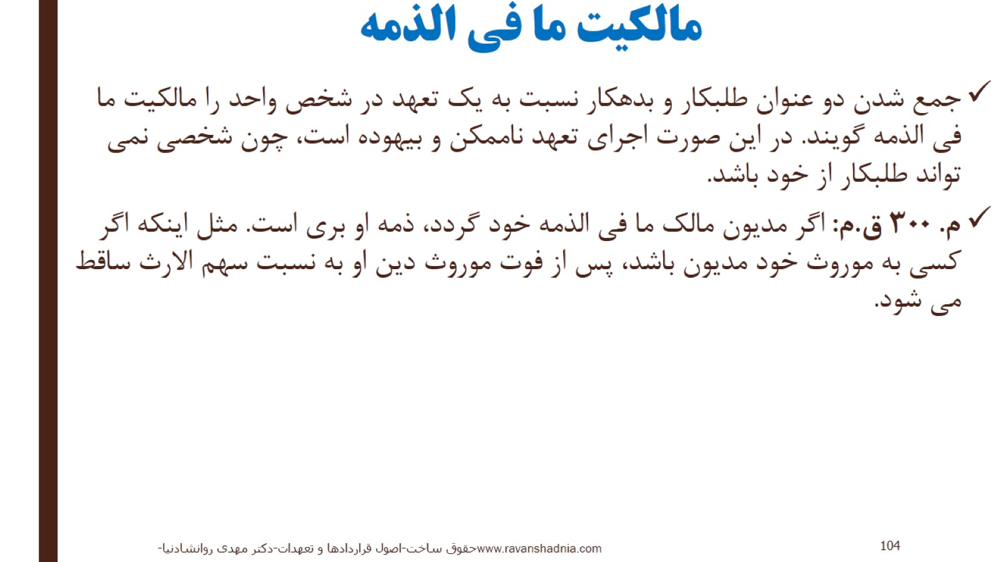 مالکیت ما فی الذمه
✓ جمع شدن دو عنوان طلبکار و بدهکار نسبت به یک تعهد در شخص واحد را مالکیت ما
فی الذمه گویند. در این صورت اجرای تعهد ناممکن و بیهوده است، چون شخصی نمی
تواند طلبکار از خود باشد.
✓ م. ۳۰۰ ق.م: اگر مدیون مالک ما فی الذمه خود گردد، ذمه او بری است. مثل اینکه اگر
کسی به موروث خود مدیون باشد، پس از فوت موروث دین او به نسبت سهم الارث ساقط
می شود.
حقوق ساخت-اصول قراردادها و تعهدات-دکتر مهدی روانشادنیا-www.ravanshadnia.com
104